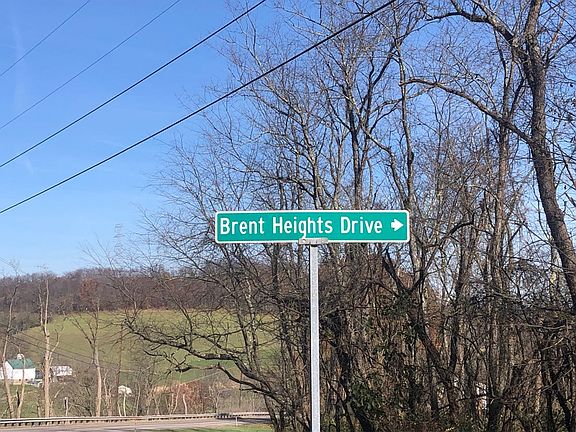 Brent Heights Drive →